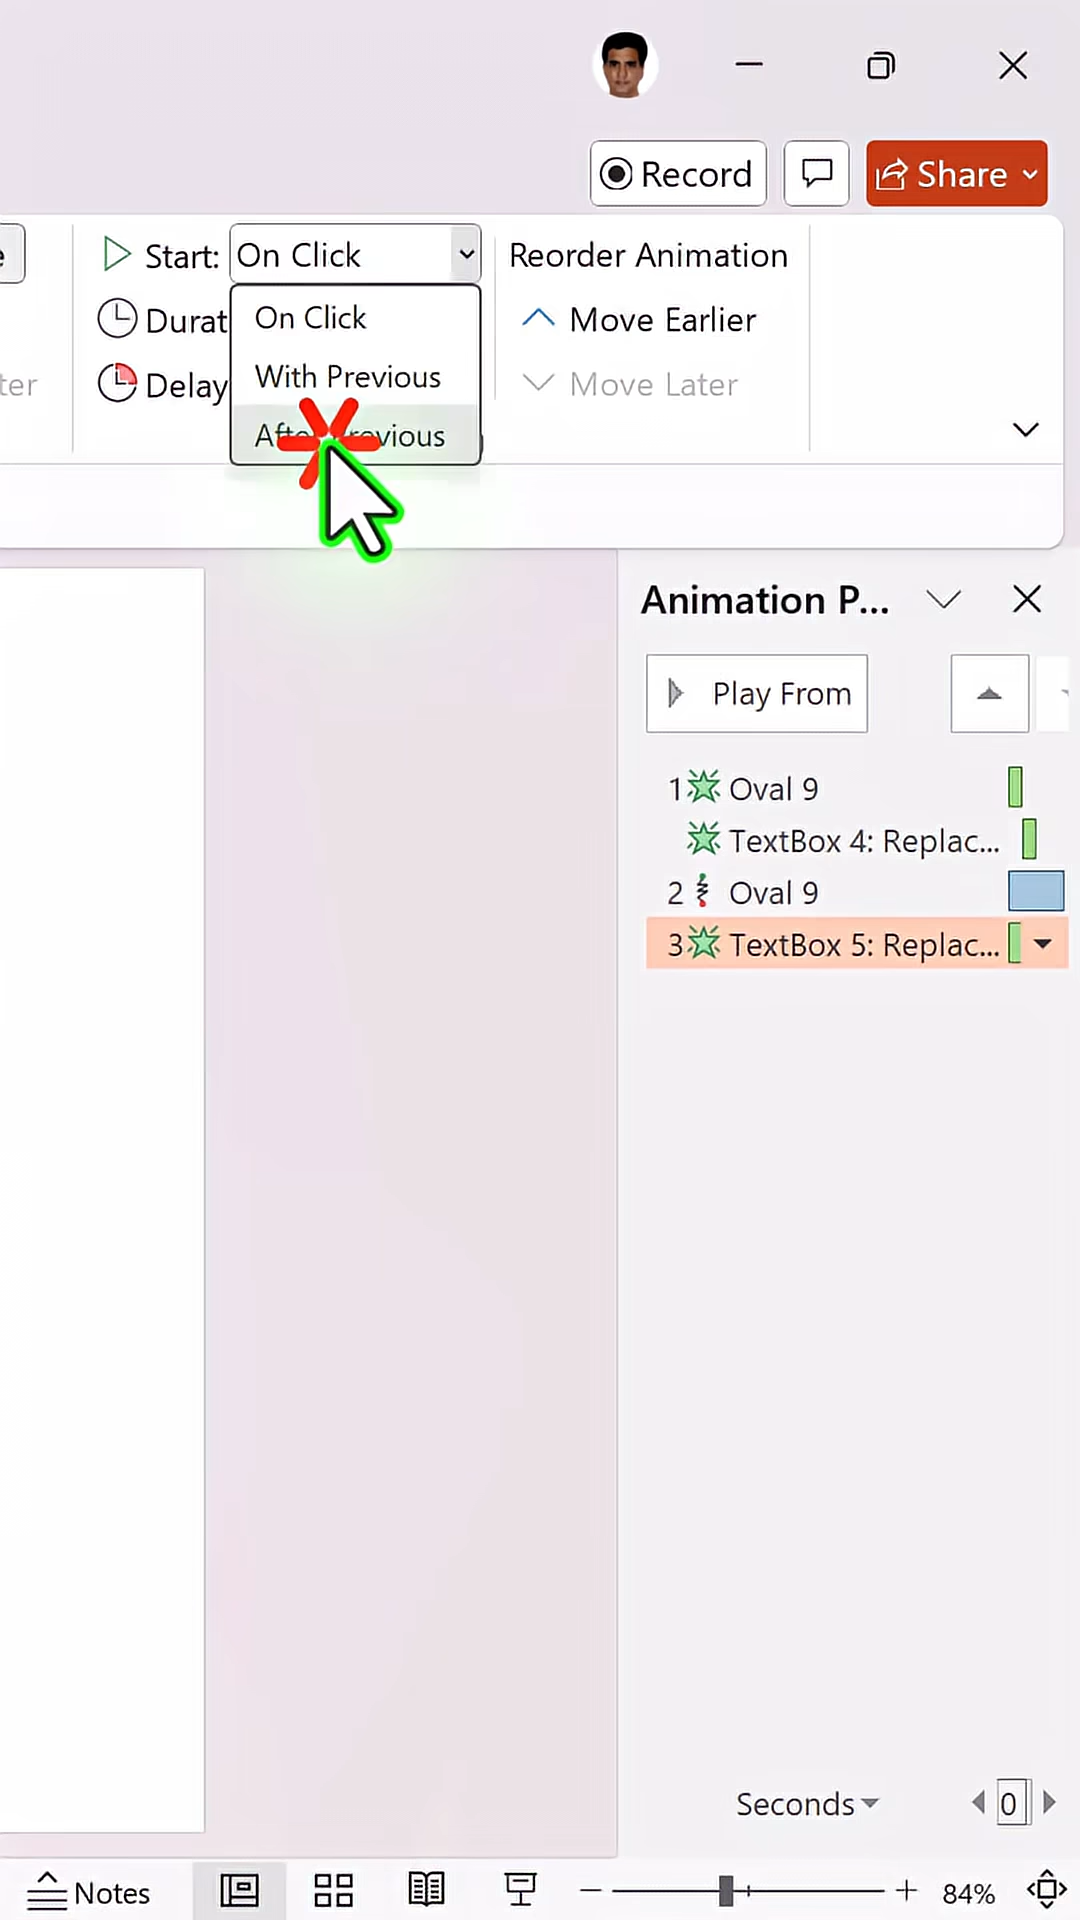 Record
Share
Start: On Click
On Click
With Previous
Reorder Animation
Move Earlier
Move Later
Durat
Delay
ter
Animation P...
Play From
1 Oval 9
TextBox 4: Replac...
2 Oval 9
3 TextBox 5: Replac...
Seconds
0
Notes
84%